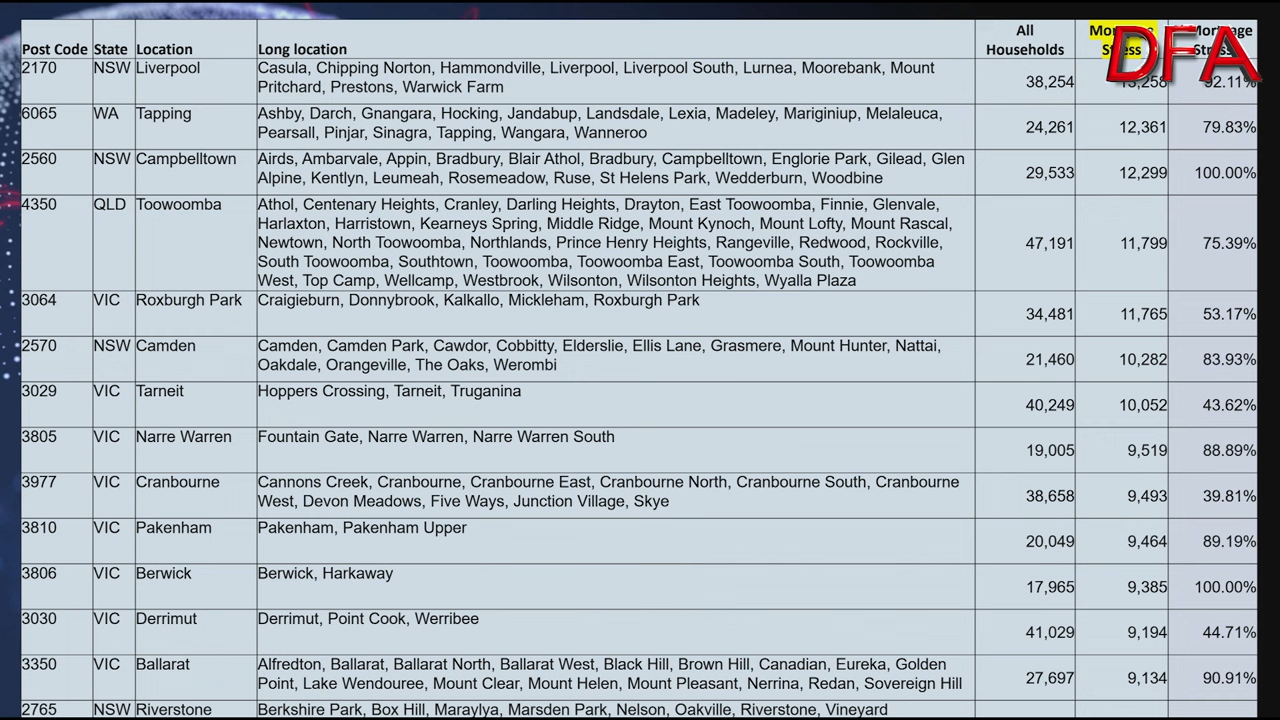 All
Households
DFA
Post Code State Location Long location
2170 NSW Liverpool Casula, Chipping Norton, Hammondville, Liverpool, Liverpool South, Lurnea, Moorebank, Mount
Pritchard, Prestons, Warwick Farm
38,254
6065 WA Tapping Ashby, Darch, Gnangara, Hocking, Jandabup, Landsdale, Lexia, Madeley, Mariginiup, Melaleuca,
Pearsall, Pinjar, Sinagra, Tapping, Wangara, Wanneroo
24,261 12,361 79.83%
2560 NSW Campbelltown Airds, Ambarvale, Appin, Bradbury, Blair Athol, Bradbury, Campbelltown, Englorie Park, Gilead, Glen
Alpine, Kentlyn, Leumeah, Rosemeadow, Ruse, St Helens Park, Wedderburn, Woodbine
29,533 12,299 100.00%
4350 QLD Toowoomba Athol, Centenary Heights, Cranley, Darling Heights, Drayton, East Toowoomba, Finnie, Glenvale,
Harlaxton, Harristown, Kearneys Spring, Middle Ridge, Mount Kynoch, Mount Lofty, Mount Rascal,
Newtown, North Toowoomba, Northlands, Prince Henry Heights, Rangeville, Redwood, Rockville,
47,191 11,799 75.39%
South Toowoomba, Southtown, Toowoomba, Toowoomba East, Toowoomba South, Toowoomba
West, Top Camp, Wellcamp, Westbrook, Wilsonton, Wilsonton Heights, Wyalla Plaza
3064 VIC Roxburgh Park Craigieburn, Donnybrook, Kalkallo, Mickleham, Roxburgh Park
34,481 11,765 53.17%
2570 NSW Camden Camden, Camden Park, Cawdor, Cobbitty, Elderslie, Ellis Lane, Grasmere, Mount Hunter, Nattai,
Oakdale, Orangeville, The Oaks, Werombi
21,460 10,282 83.93%
3029 VIC Tarneit Hoppers Crossing, Tarneit, Truganina
40,249 10,052 43.62%
3805 VIC Narre Warren Fountain Gate, Narre Warren, Narre Warren South
19,005 9,519 88.89%
3977 VIC Cranbourne Cannons Creek, Cranbourne, Cranbourne East, Cranbourne North, Cranbourne South, Cranbourne
West, Devon Meadows, Five Ways, Junction Village, Skye
38,658 9,493 39.81%
3810 VIC Pakenham Pakenham, Pakenham Upper
20,049 9,464 89.19%
3806 VIC Berwick Berwick, Harkaway
17,965 9,385 100.00%
3030 VIC Derrimut Derrimut, Point Cook, Werribee
41,029 9,194 44.71%
3350 VIC Ballarat Alfredton, Ballarat, Ballarat North, Ballarat West, Black Hill, Brown Hill, Canadian, Eureka, Golden
Point, Lake Wendouree, Mount Clear, Mount Helen, Mount Pleasant, Nerrina, Redan, Sovereign Hill
27,697 9,134 90.91%
2765 NSW Riverstone Berkshire Park, Box Hill, Maraylya, Marsden Park, Nelson, Oakville, Riverstone, Vineyard